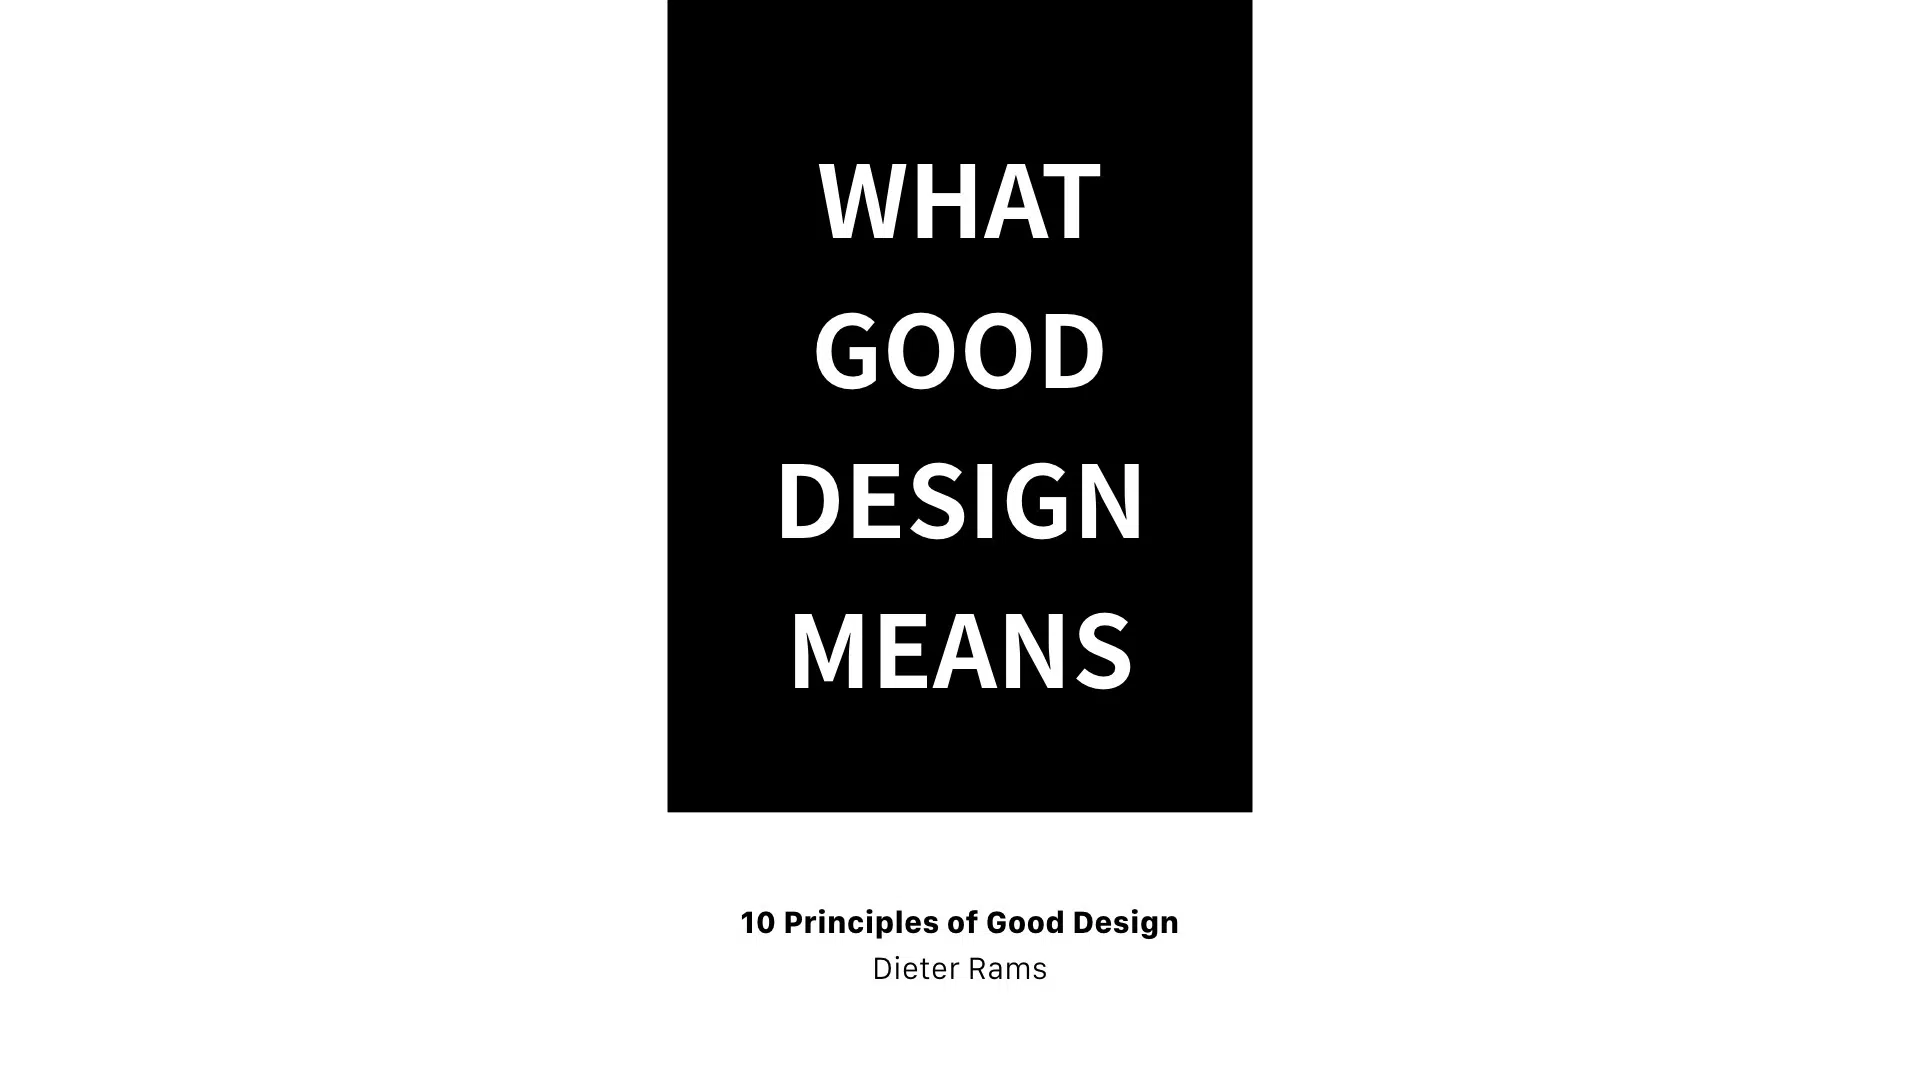 WHAT
GOOD
DESIGN
MEANS
10 Principles of Good Design
Dieter Rams